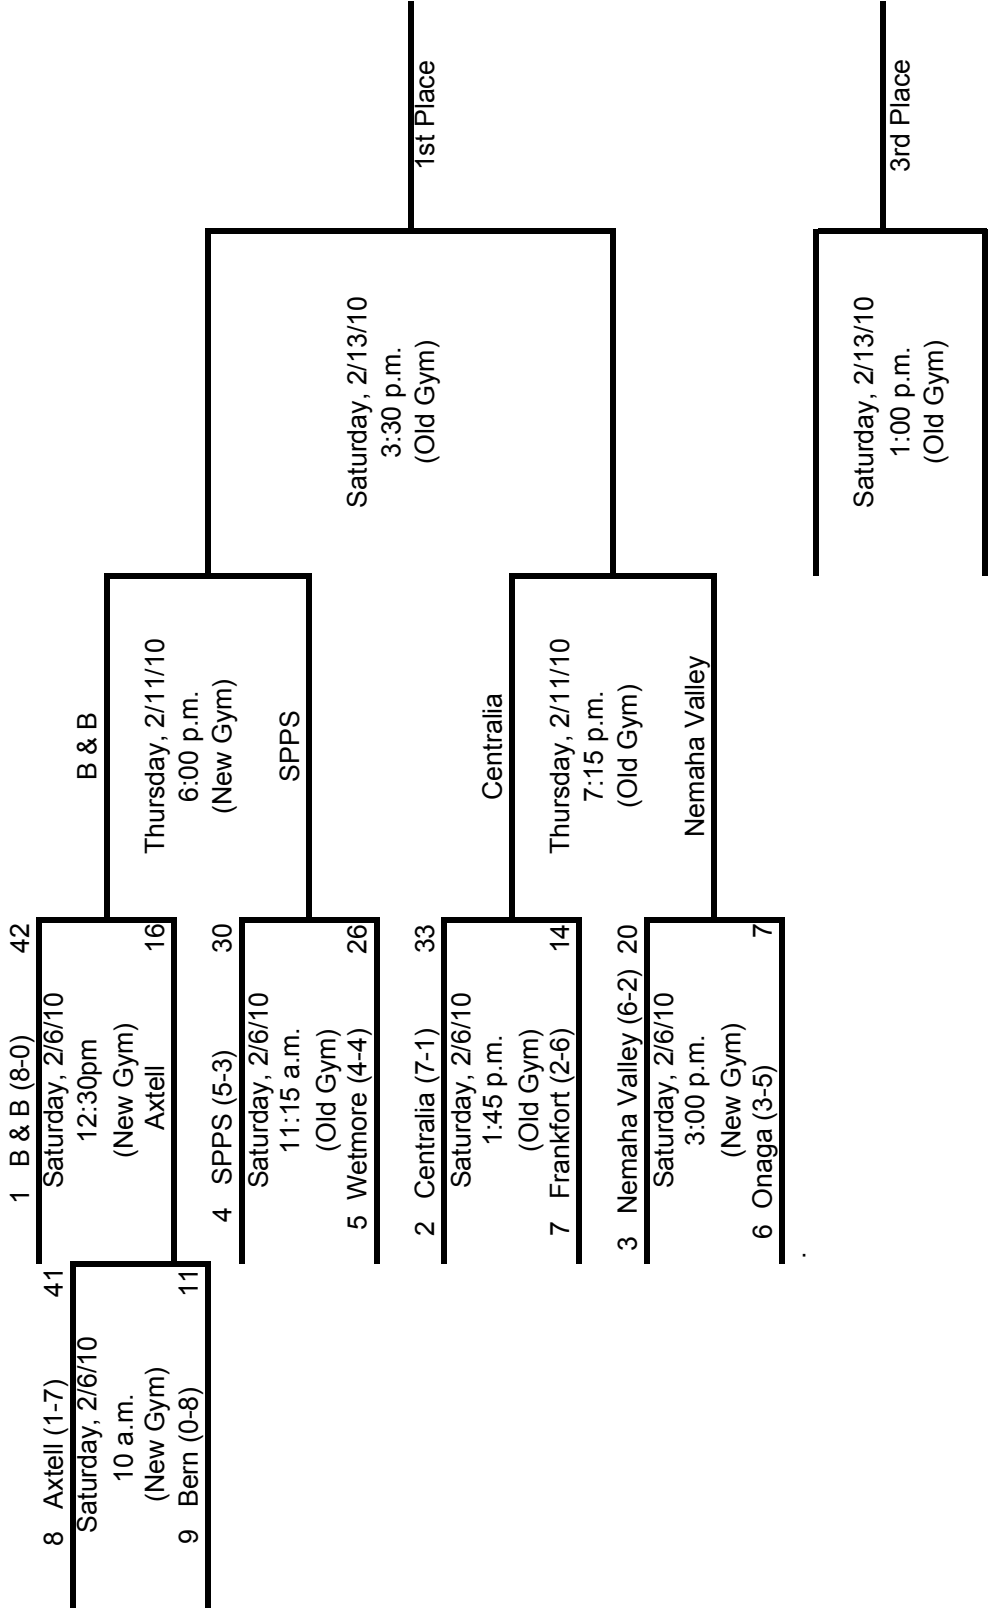 8 Axtell (1-7) 41
Saturday, 2/6/10
10 a.m.
(New Gym)
9 Bern (0-8) 11
1 B & B (8-0) 42
Saturday, 2/6/10
12:30pm
(New Gym)
Axtell 16
4 SPPS (5-3) 30
Saturday, 2/6/10
11:15 a.m.
(Old Gym)
5 Wetmore (4-4) 26
2 Centralia (7-1) 33
Saturday, 2/6/10
1:45 p.m.
(Old Gym)
7 Frankfort (2-6) 14
3 Nemaha Valley (6-2) 20
Saturday, 2/6/10
3:00 p.m.
(New Gym)
6 Onaga (3-5) 7
.
B & B
Thursday, 2/11/10
6:00 p.m.
(New Gym)
SPPS
Centralia
Thursday, 2/11/10
7:15 p.m.
(Old Gym)
Nemaha Valley
Saturday, 2/13/10
3:30 p.m.
(Old Gym)
1st Place
Saturday, 2/13/10
1:00 p.m.
(Old Gym)
3rd Place